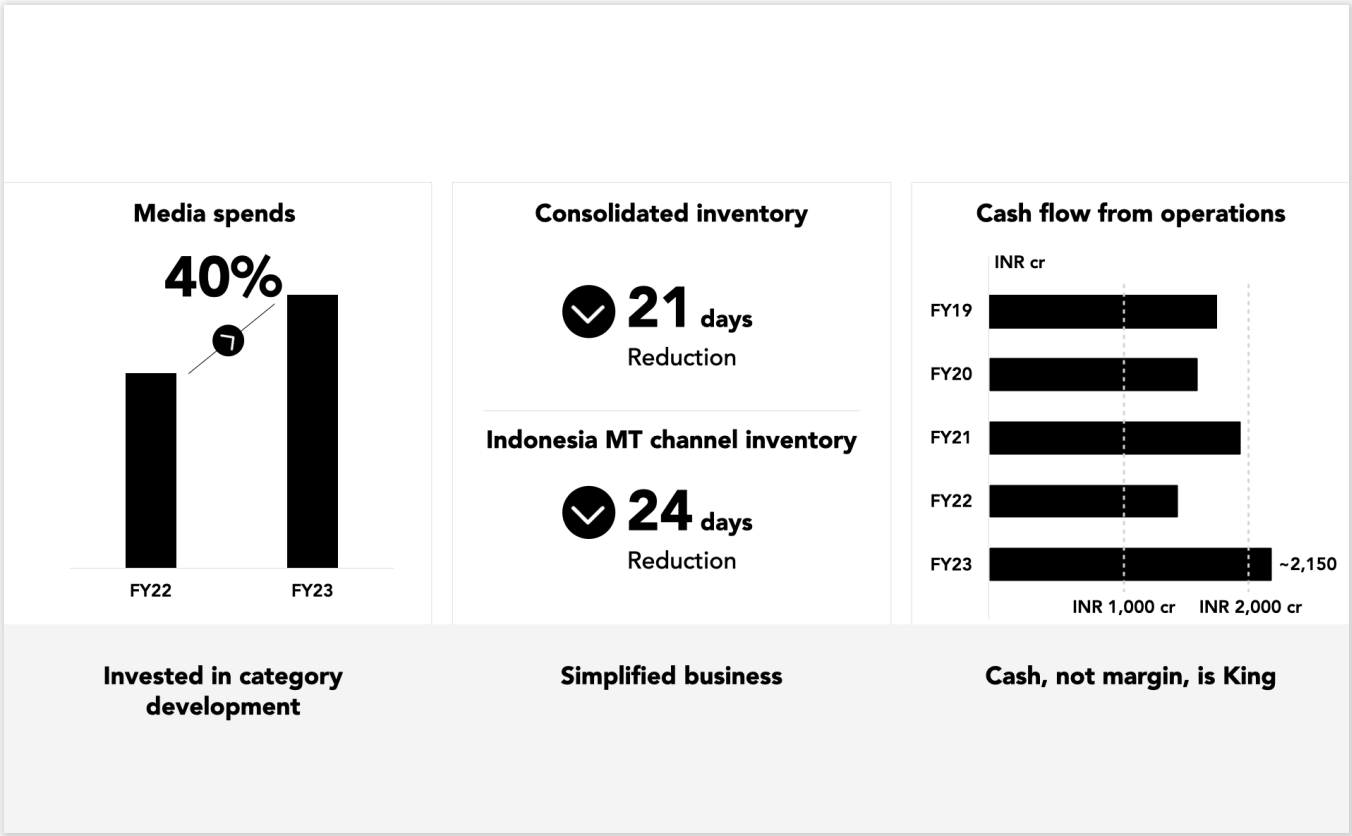 Media spends
40%
FY22
FY23
Consolidated inventory
21 days
Reduction
Indonesia MT channel inventory
24 days
Reduction
Cash flow from operations
INR cr
FY19
FY20
FY21
FY22
FY23
~2,150
INR 1,000 cr
INR 2,000 cr
Invested in category
development
Simplified business
Cash, not margin, is King